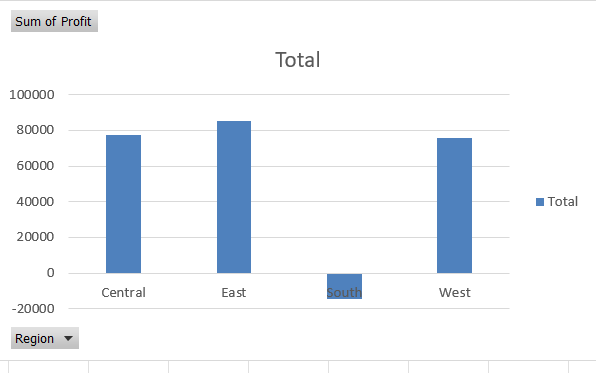 Sum of Profit
Total
100000
80000
60000
40000
20000
0
-20000
Central East South West
Total
Region